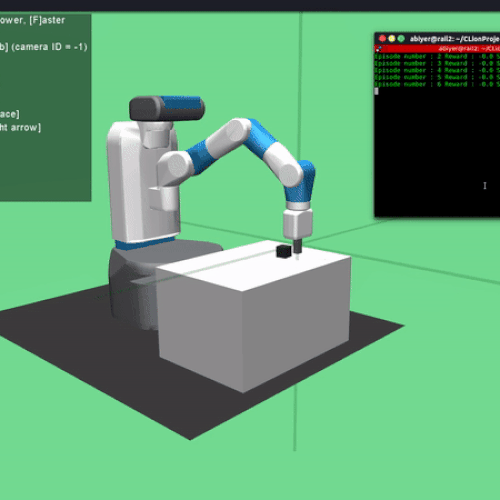 ower, [F]aster
b] (camera ID = -1)
ace]
ht arrow]
abiyer@rail2: ~/CLionProje
abiyer@rail2: ~/CLionPro
Episode number : 2 Reward : -0.0 S
Episode number : 3 Reward : -0.0 S
Episode number : 4 Reward : -0.0 S
Episode number : 5 Reward : -0.0 S
Episode number : 6 Reward : -0.0 S